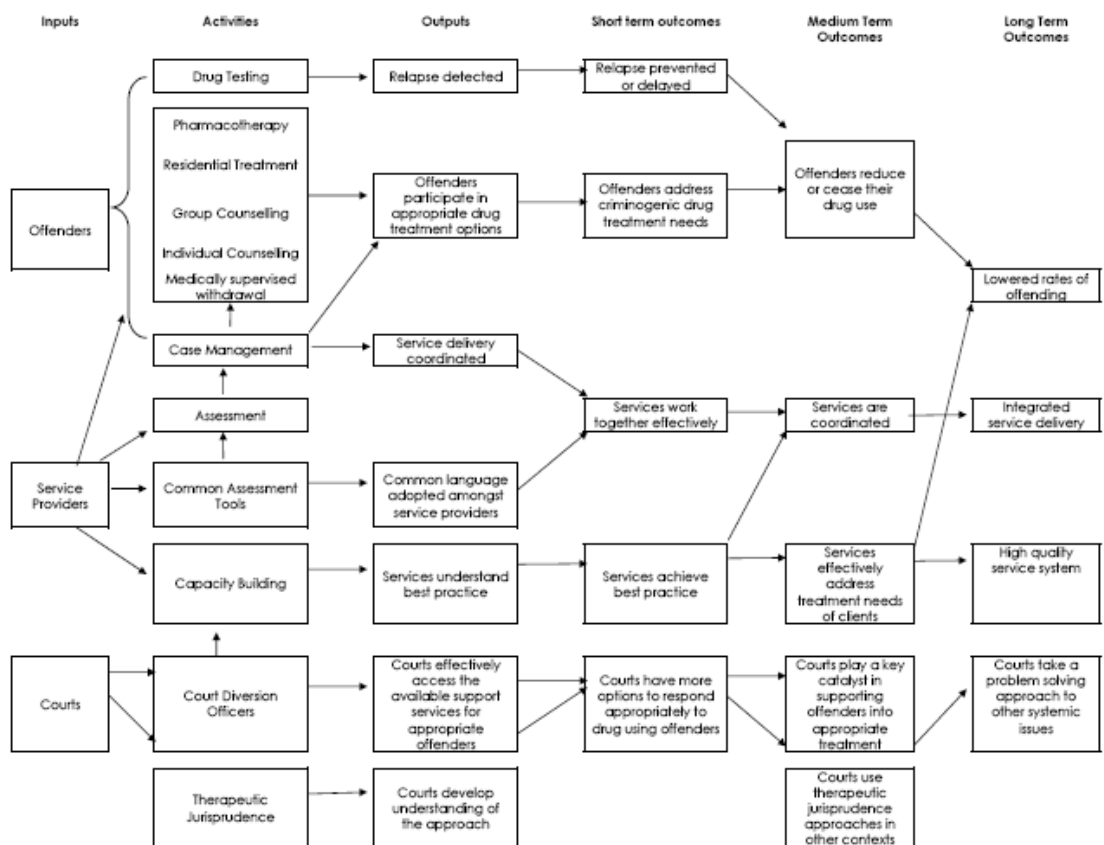 Inputs
Activities
Outputs
Short term outcomes
Medium Term
Outcomes
Long Term
Outcomes
Drug Testing
Relapse detected
Relapse prevented
or delayed
Pharmacotherapy
Residential Treatment
Group Counselling
Individual Counselling
Medically supervised
withdrawal
Offenders
Offenders
participate in
appropriate drug
treatment options
Offenders address
criminogenic drug
treatment needs
Offenders reduce
or cease their
drug use
Lowered rates of
offending
Case Management
Service delivery
coordinated
Assessment
Services work
together effectively
Services are
coordinated
Integrated
service delivery
Service
Providers
Common Assessment
Tools
Common language
adopted amongst
service providers
Capacity Building
Services understand
best practice
Services achieve
best practice
Services
effectively
address
treatment needs
of clients
High quality
service system
Courts
Court Diversion
Officers
Courts effectively
access the
available support
services for
appropriate
offenders
Courts have more
options to respond
appropriately to
drug using offenders
Courts play a key
catalyst in
supporting
offenders into
appropriate
treatment
Courts take a
problem solving
approach to
other systemic
issues
Therapeutic
Jurisprudence
Courts develop
understanding of
the approach
Courts use
therapeutic
jurisprudence
approaches in
other contexts